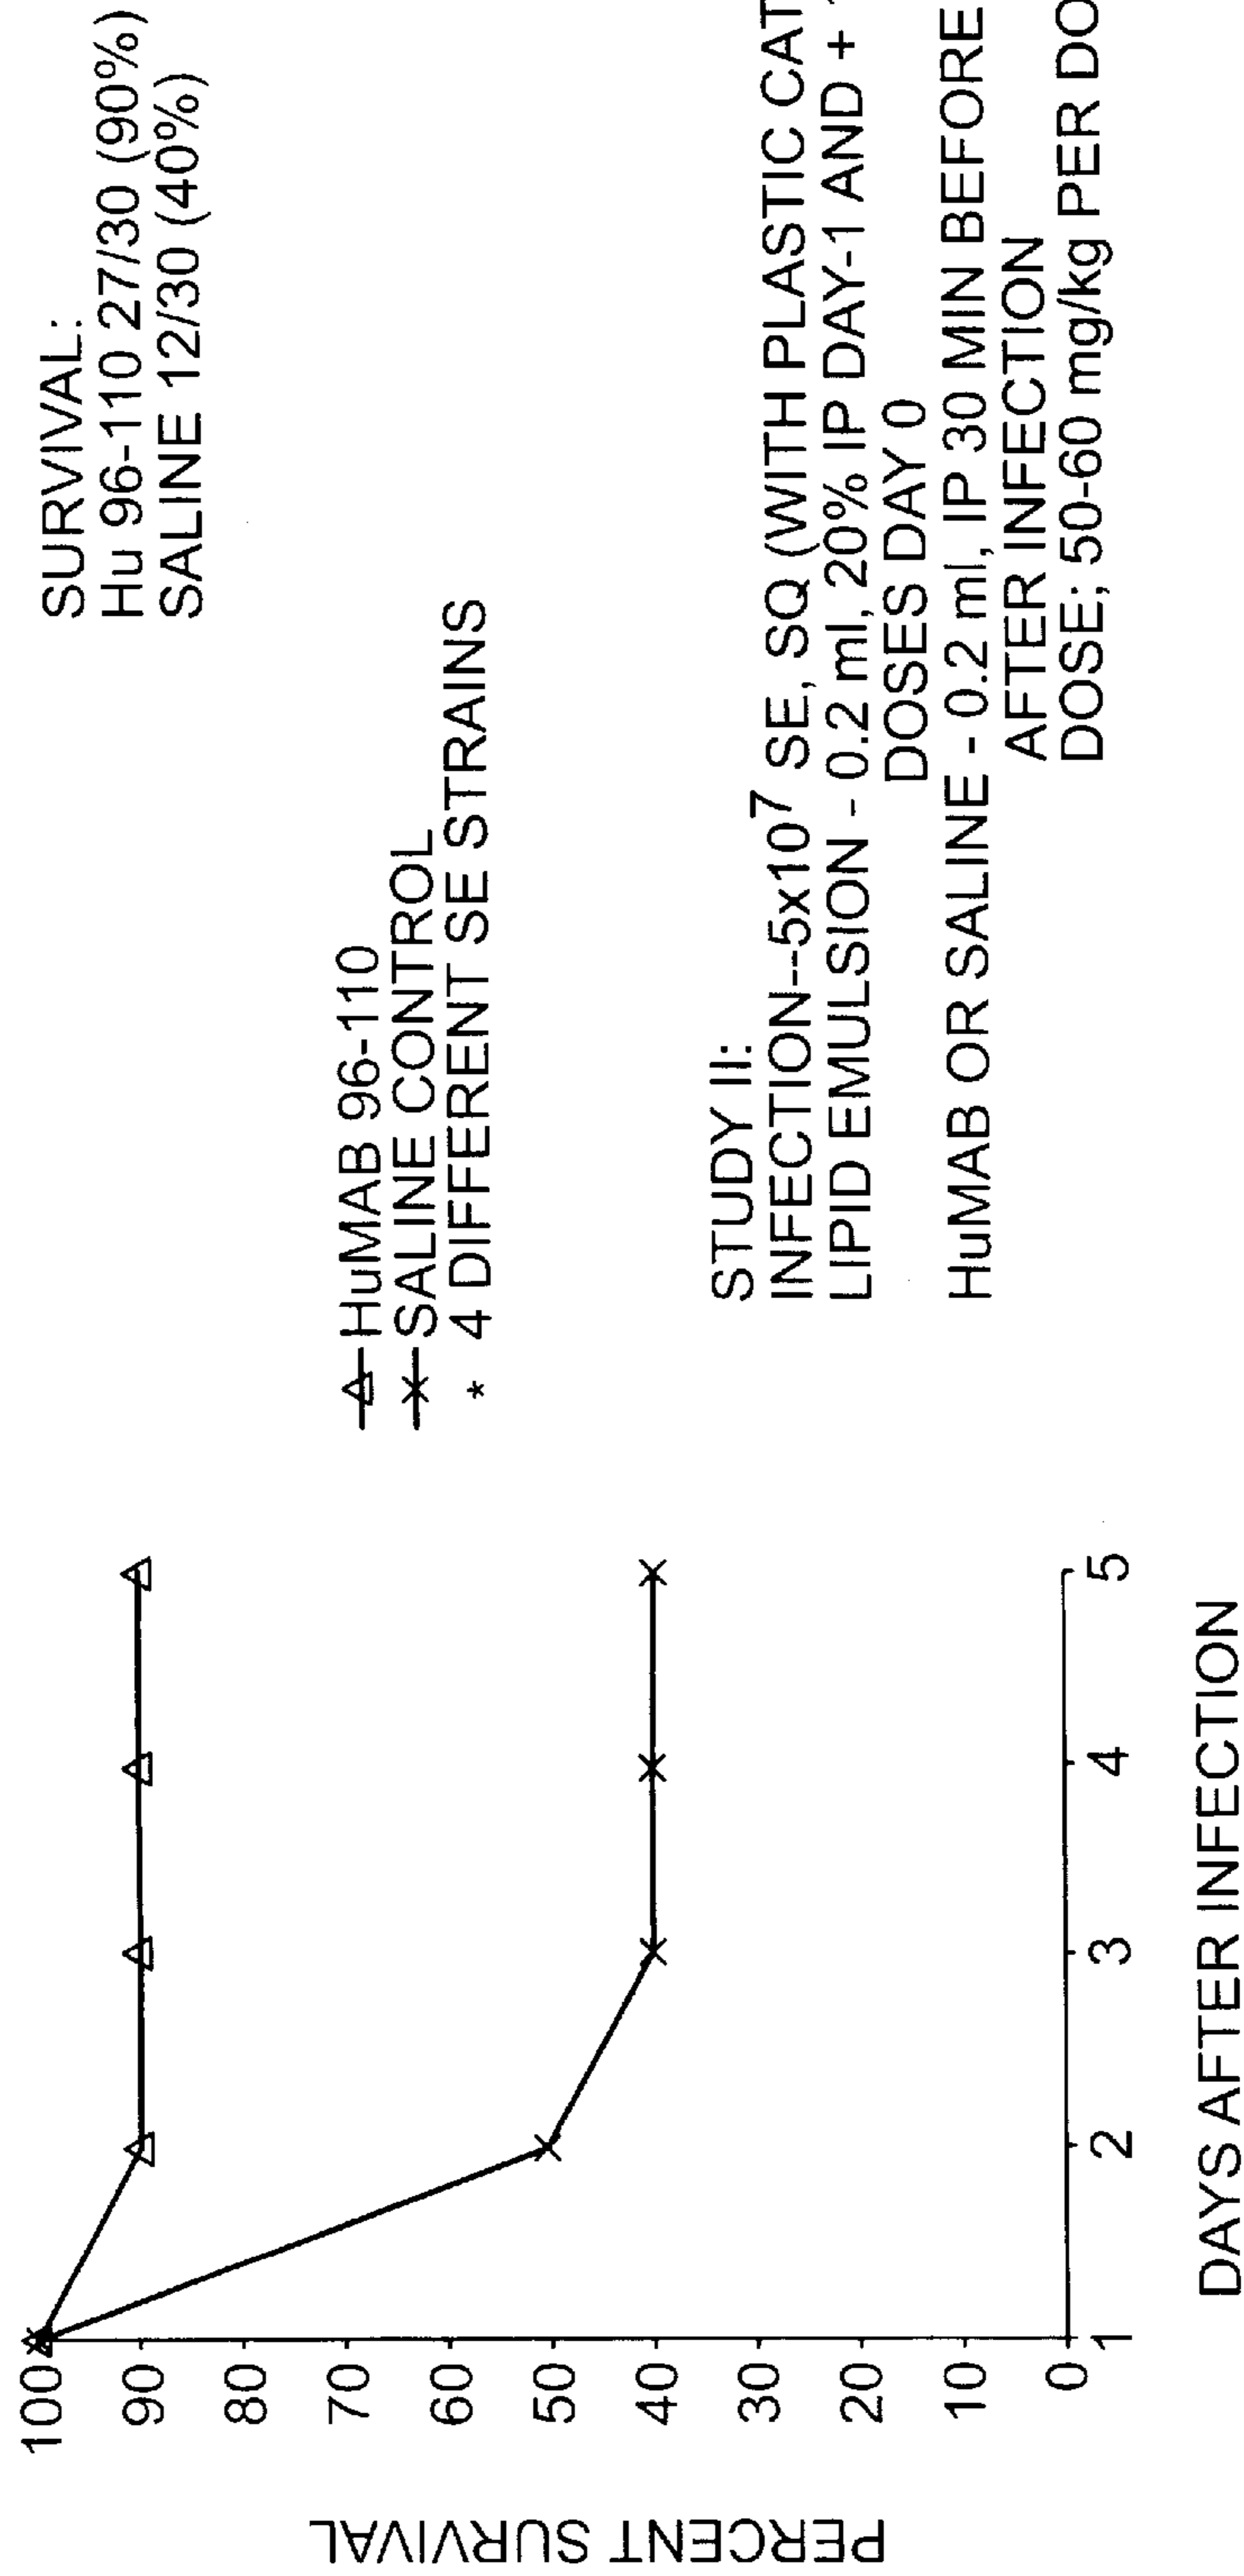 PERCENT SURVIVAL
100
90
80
70
60
50
40
30
20
10
0
1
2
3
4
5
DAYS AFTER INFECTION
HuMAB 96-110
SALINE CONTROL
* 4 DIFFERENT SE STRAINS
SURVIVAL:
Hu 96-110 27/30 (90%)
SALINE 12/30 (40%)
STUDY II:
INFECTION--5x10⁷ SE, SQ (WITH PLASTIC
LIPID EMULSION - 0.2 ml, 20% IP DAY-1 AND +
DOSES DAY 0
HuMAB OR SALINE - 0.2 ml, IP 30 MIN BEFORE
AFTER INFECTION
DOSE; 50-60 mg/kg PER